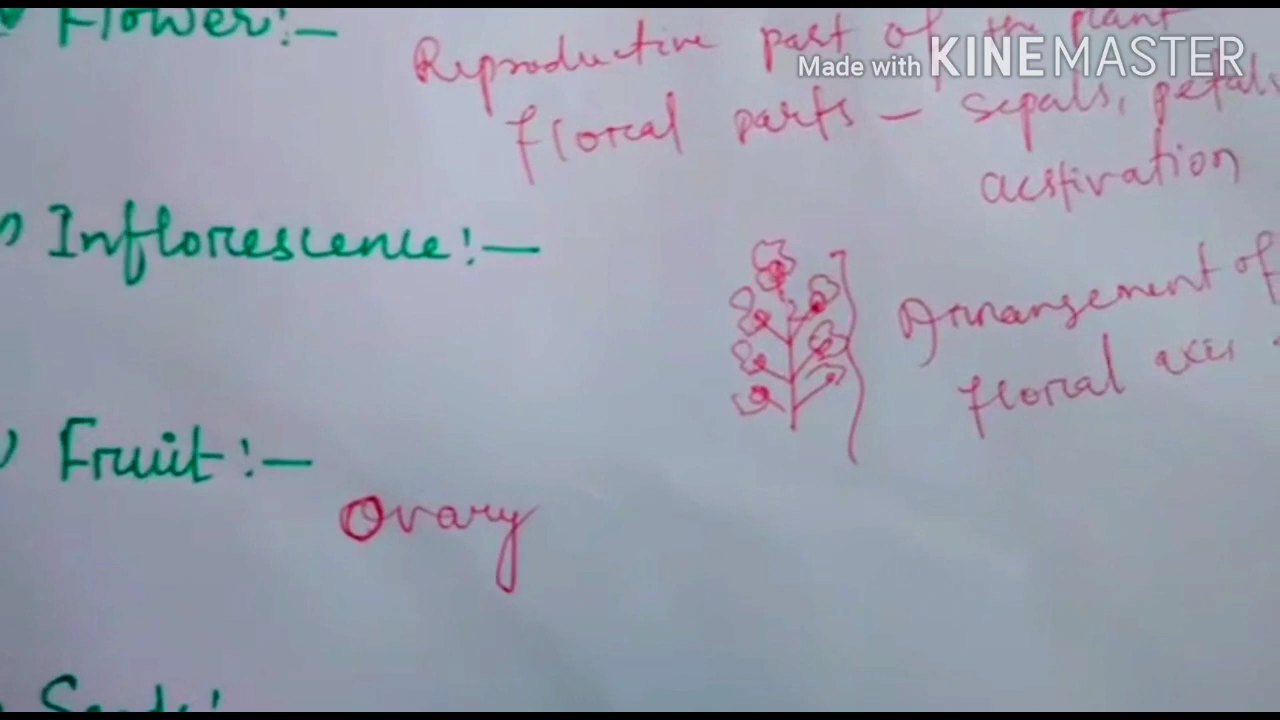 Flower:-
Reproductive part of the plant
Made with KINEMASTER
floral parts - sepals, petals
aestivation
Inflorescence:-
Arrangement of
floral axis
Fruit:-
Ovary